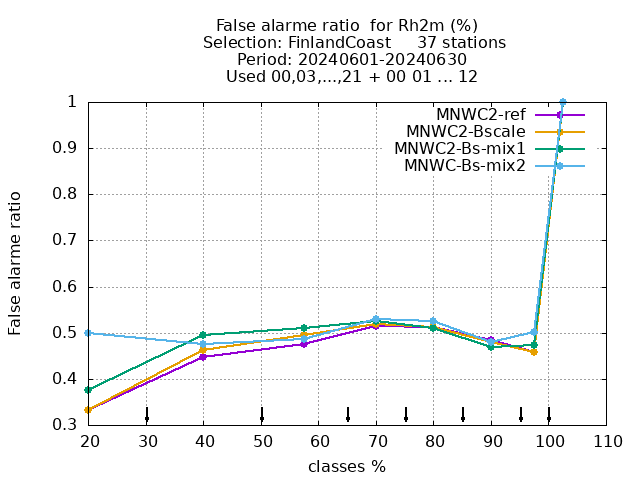 False alarme ratio  for Rh2m (%)
Selection: FinlandCoast     37 stations
Period: 20240601-20240630
Used 00,03,...,21 + 00 01 ... 12
MNWC2-ref
MNWC2-Bscale
MNWC2-Bs-mix1
MNWC-Bs-mix2
False alarme ratio
1
0.9
0.8
0.7
0.6
0.5
0.4
0.3
20 30 40 50 60 70 80 90 100 110
classes %